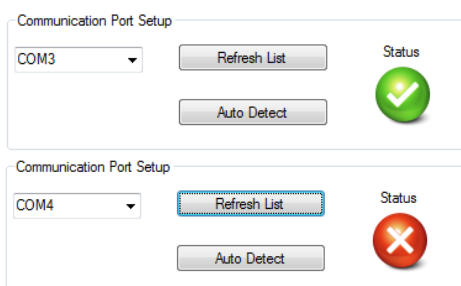 Communication Port Setup
COM3
Refresh List
Status
Auto Detect
Communication Port Setup
COM4
Refresh List
Status
Auto Detect